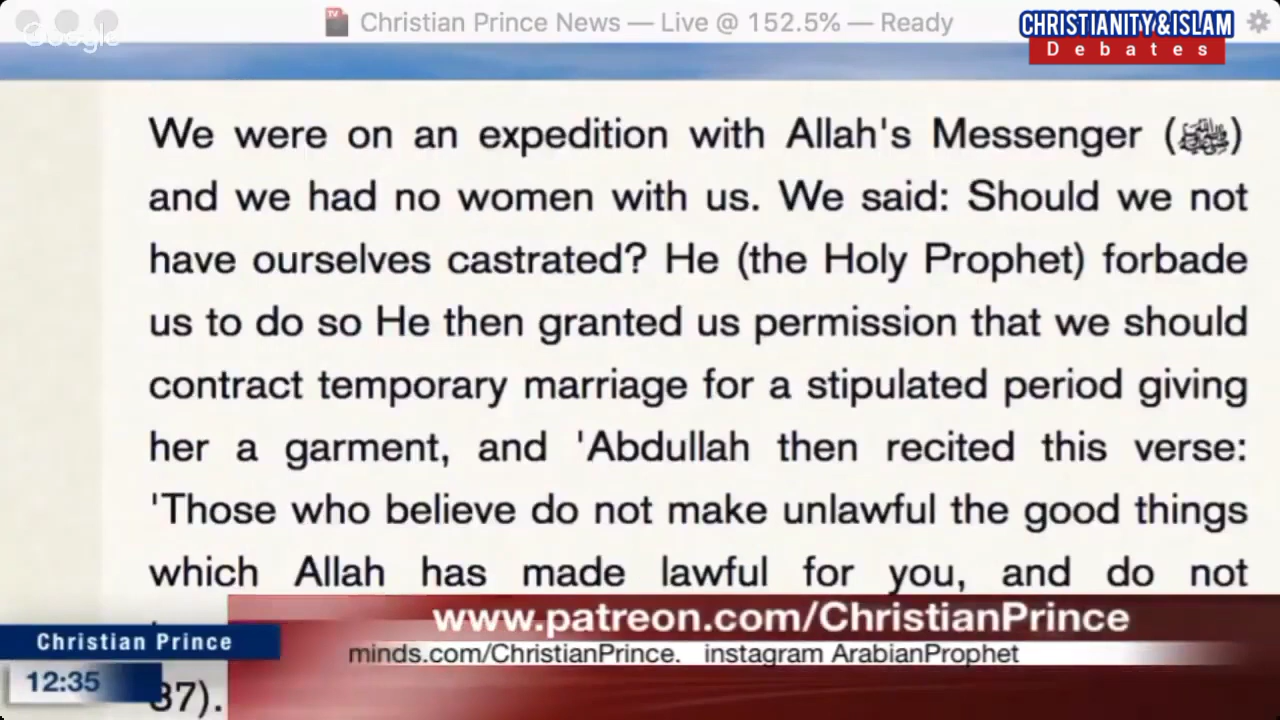 Christian Prince News — Live @ 152.5% — Ready
Google
CHRISTIANITY&ISLAM
Debates
We were on an expedition with Allah's Messenger (ﷺ)
and we had no women with us. We said: Should we not
have ourselves castrated? He (the Holy Prophet) forbade
us to do so He then granted us permission that we should
contract temporary marriage for a stipulated period giving
her a garment, and 'Abdullah then recited this verse:
'Those who believe do not make unlawful the good things
which Allah has made lawful for you, and do not
87).
www.patreon.com/ChristianPrince
Christian Prince
minds.com/ChristianPrince. instagram ArabianProphet
12:35